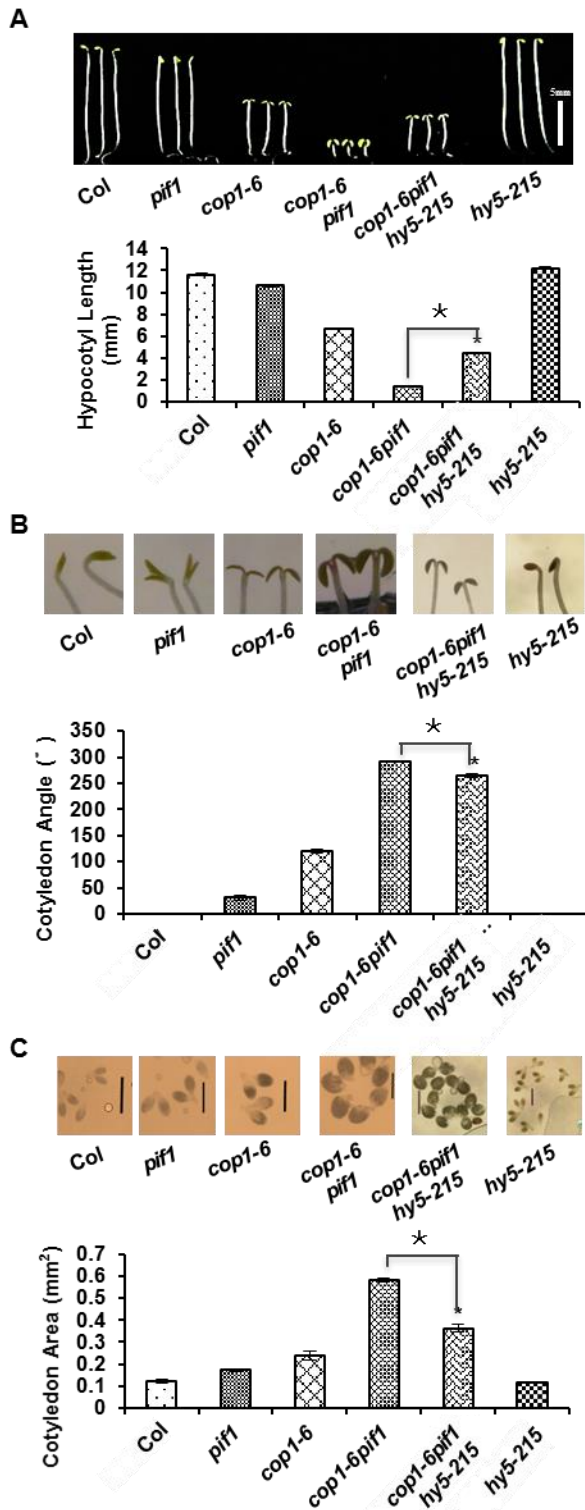 A
5mm
Col
pif1
cop1-6
cop1-6
pif1
cop1-6pif1
hy5-215
hy5-215
14
12
10
8
6
4
2
0
Hypocotyl Length
(mm)
*
*
Col
pif1
cop1-6
cop1-6pif1
cop1-6pif1
hy5-215
hy5-215
B
Col
pif1
cop1-6
cop1-6
pif1
cop1-6pif1
hy5-215
hy5-215
350
300
250
200
150
100
50
0
Cotyledon Angle (˚)
*
*
Col
pif1
cop1-6
cop1-6pif1
cop1-6pif1
hy5-215
hy5-215
C
Col
pif1
cop1-6
cop1-6
pif1
cop1-6pif1
hy5-215
hy5-215
0.7
0.6
0.5
0.4
0.3
0.2
0.1
0
Cotyledon Area (mm²)
*
*
Col
pif1
cop1-6
cop1-6pif1
cop1-6pif1
hy5-215
hy5-215